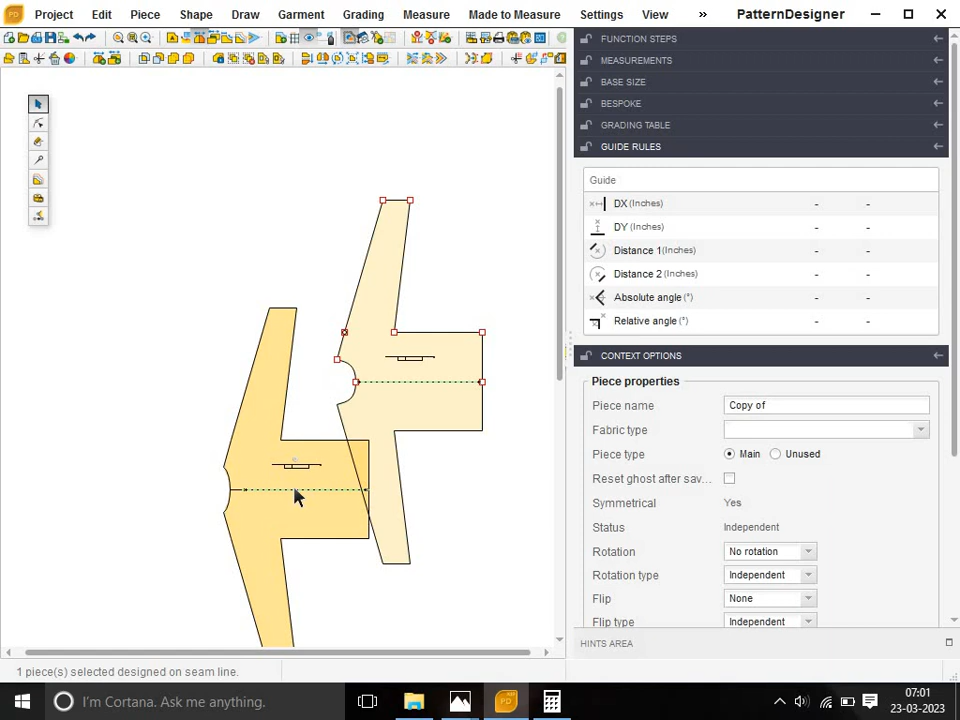 Project Edit Piece Shape Draw Garment Grading Measure Made to Measure Settings View » PatternDesigner
FUNCTION STEPS
MEASUREMENTS
BASE SIZE
BESPOKE
GRADING TABLE
GUIDE RULES
Guide
DX (Inches) - -
DY (Inches) - -
Distance 1(Inches) - -
Distance 2 (Inches) - -
Absolute angle (°) - -
Relative angle (°) - -
CONTEXT OPTIONS
Piece properties
Piece name Copy of
Fabric type
Piece type Main Unused
Reset ghost after sav...
Symmetrical Yes
Status Independent
Rotation No rotation
Rotation type Independent
Flip None
Flip type Independent
HINTS AREA
1 piece(s) selected designed on seam line.
I'm Cortana. Ask me anything.
PD
07:01
23-03-2023